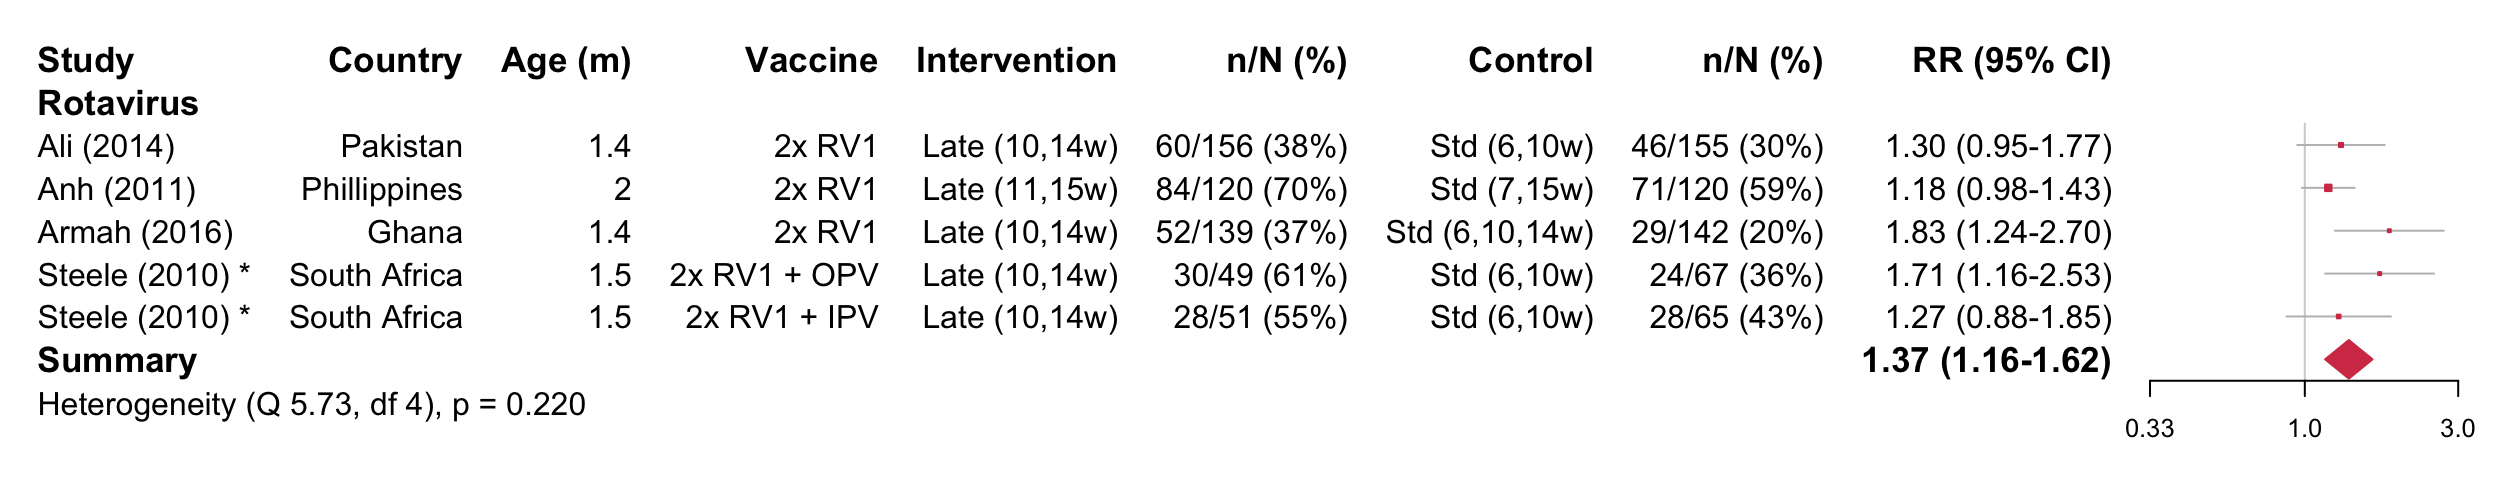 Study Country Age (m) Vaccine Intervention n/N (%) Control n/N (%) RR (95% CI)
Rotavirus
Ali (2014) Pakistan 1.4 2x RV1 Late (10,14w) 60/156 (38%) Std (6,10w) 46/155 (30%) 1.30 (0.95-1.77)
Anh (2011) Phillippines 2 2x RV1 Late (11,15w) 84/120 (70%) Std (7,15w) 71/120 (59%) 1.18 (0.98-1.43)
Armah (2016) Ghana 1.4 2x RV1 Late (10,14w) 52/139 (37%) Std (6,10,14w) 29/142 (20%) 1.83 (1.24-2.70)
Steele (2010) * South Africa 1.5 2x RV1 + OPV Late (10,14w) 30/49 (61%) Std (6,10w) 24/67 (36%) 1.71 (1.16-2.53)
Steele (2010) * South Africa 1.5 2x RV1 + IPV Late (10,14w) 28/51 (55%) Std (6,10w) 28/65 (43%) 1.27 (0.88-1.85)
Summary 1.37 (1.16-1.62)
Heterogeneity (Q 5.73, df 4), p = 0.220
0.33 1.0 3.0